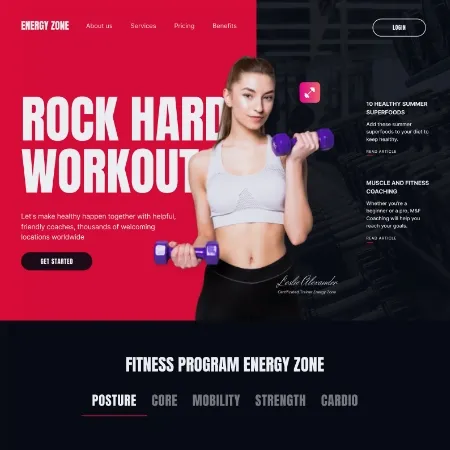 ENERGY ZONE
About us
Services
Pricing
Benefits
LOGIN
ROCK HARD
WORKOUT
Let's make healthy happen together with helpful,
friendly coaches, thousands of welcoming
locations worldwide
GET STARTED
10 HEALTHY SUMMER
SUPERFOODS
Add these summer
superfoods to your diet to
keep healthy.
READ ARTICLE
MUSCLE AND FITNESS
COACHING
Whether you're a
beginner or a pro, M&F
Coaching will help you
reach your goals.
READ ARTICLE
Leslie Alexander
Certificated Trainer Energy Zone
FITNESS PROGRAM ENERGY ZONE
POSTURE
CORE
MOBILITY
STRENGTH
CARDIO